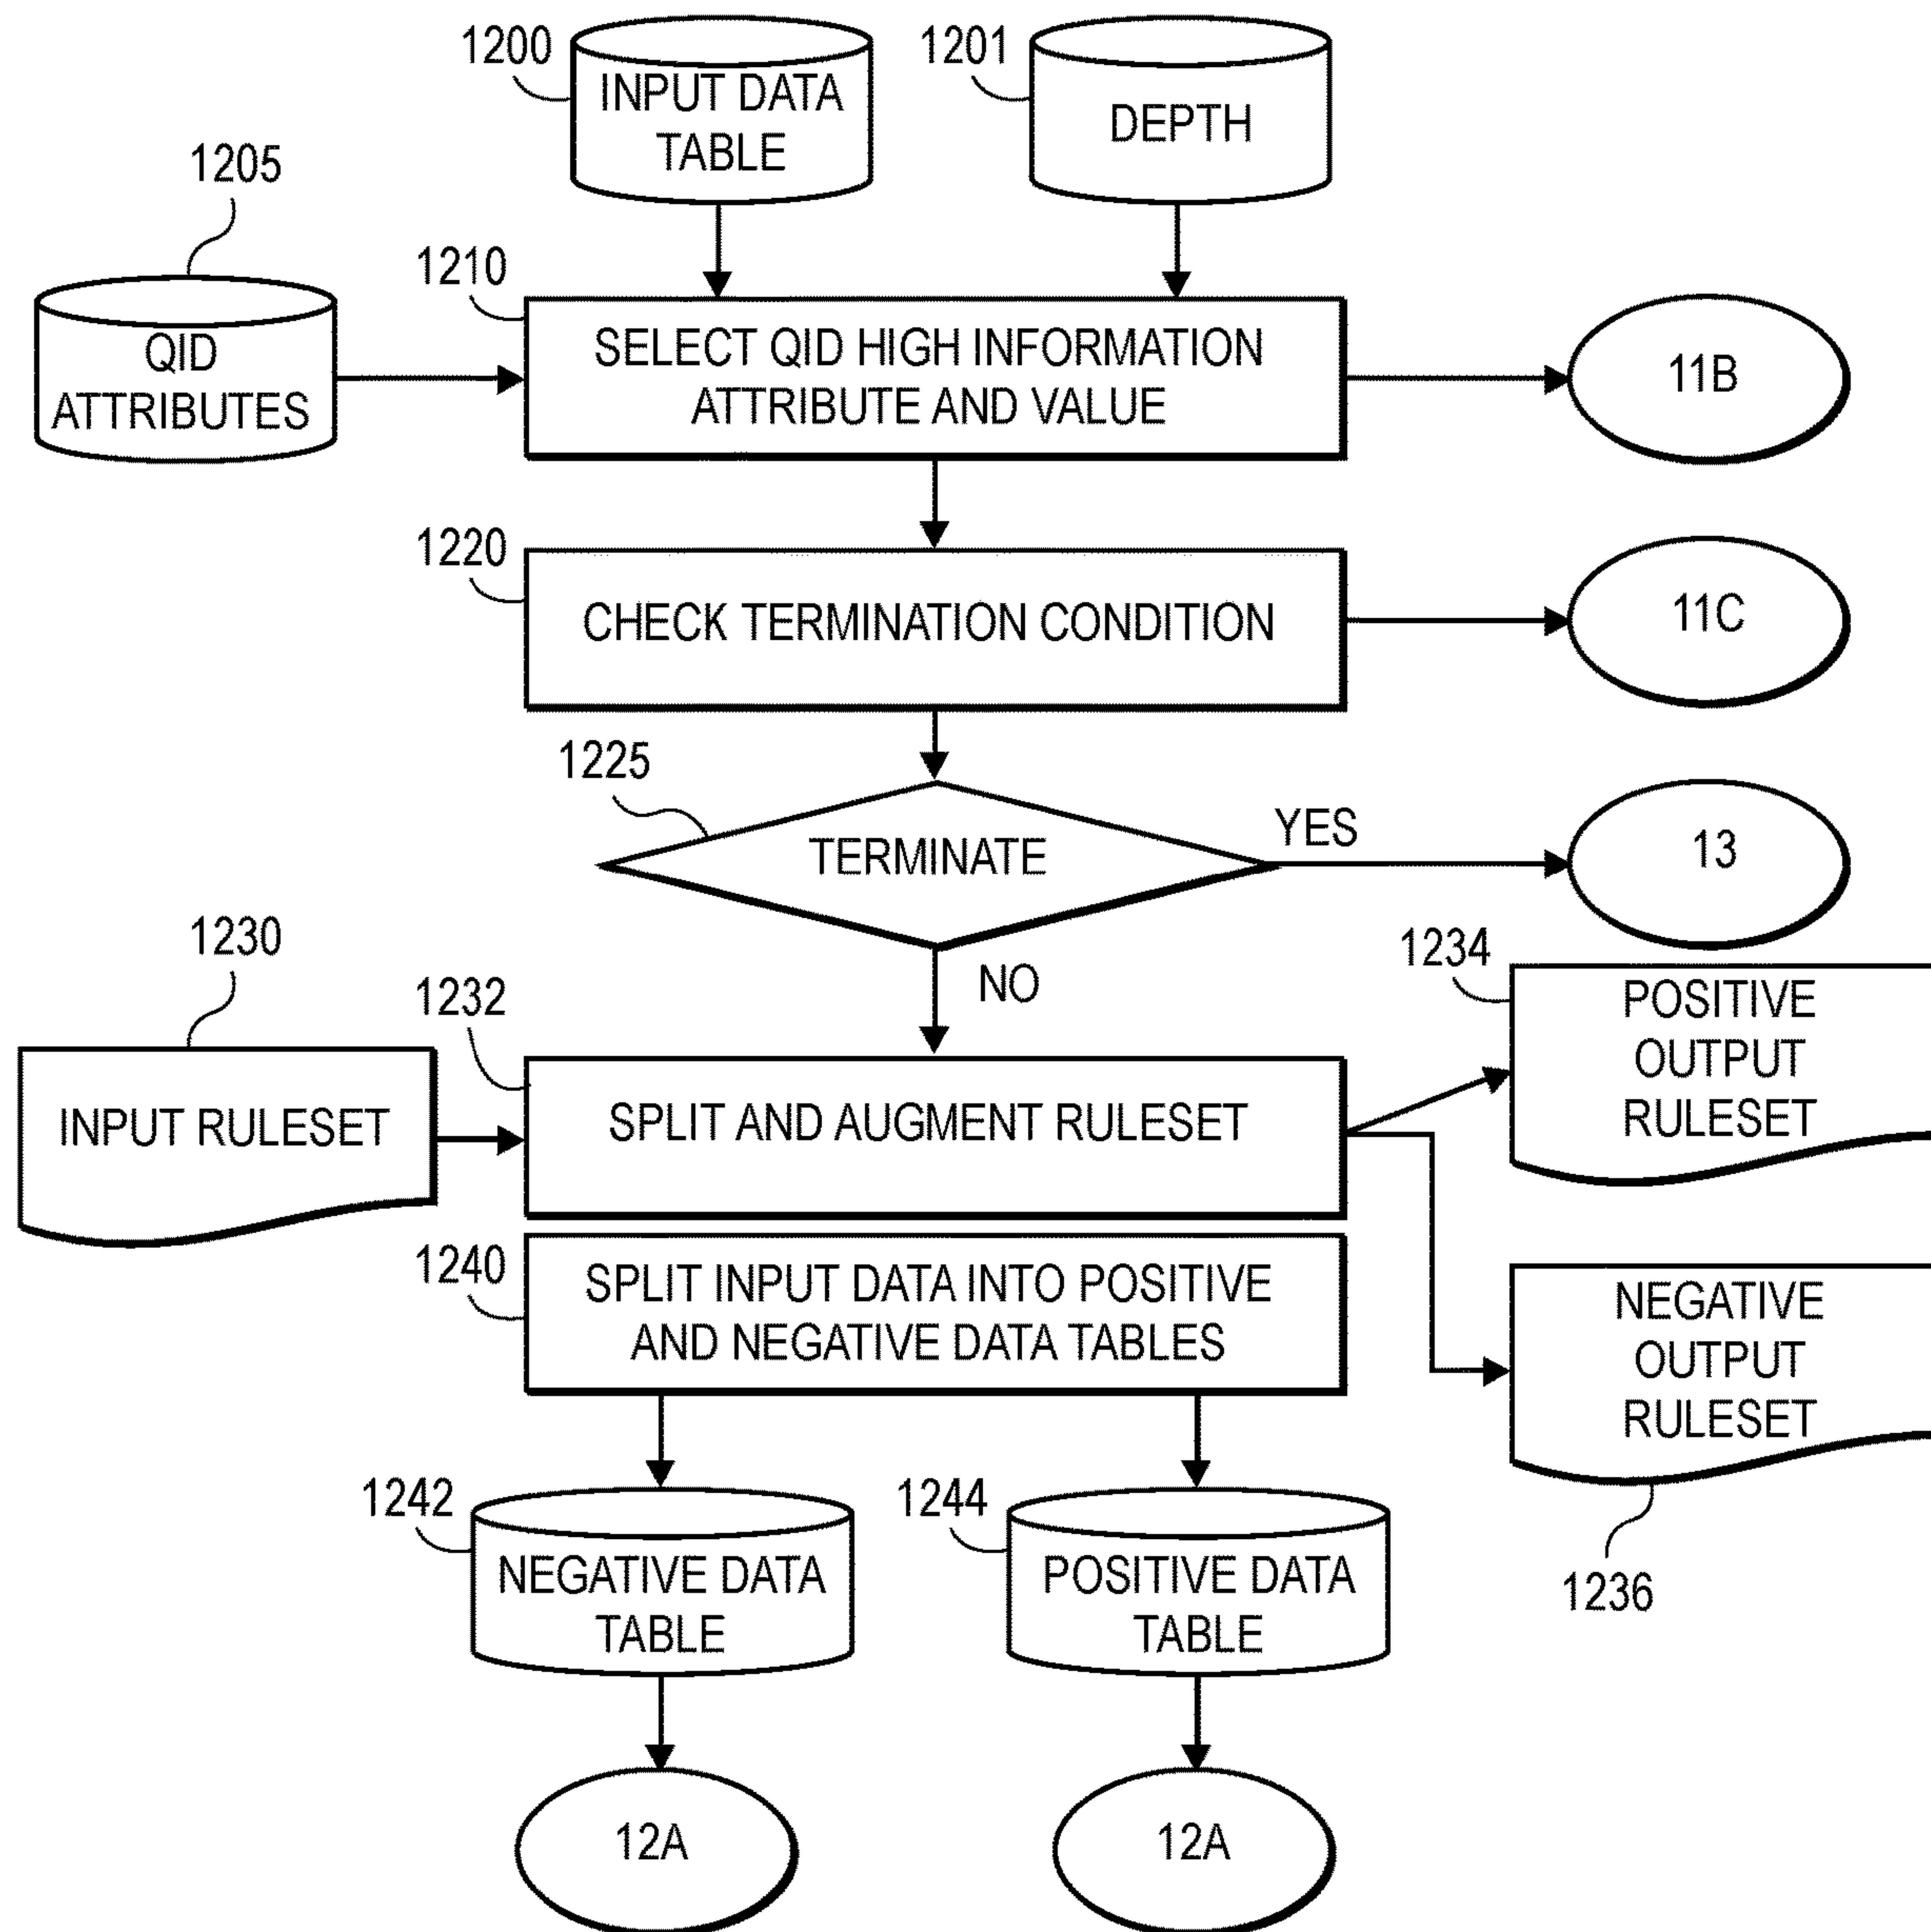 1200
INPUT DATA
TABLE
1201
DEPTH
1205
QID
ATTRIBUTES
1210
SELECT QID HIGH INFORMATION
ATTRIBUTE AND VALUE
11B
1220
CHECK TERMINATION CONDITION
11C
1225
TERMINATE
YES
13
NO
1230
INPUT RULESET
1232
SPLIT AND AUGMENT RULESET
1234
POSITIVE
OUTPUT
RULESET
1240
SPLIT INPUT DATA INTO POSITIVE
AND NEGATIVE DATA TABLES
NEGATIVE
OUTPUT
RULESET
1236
1242
NEGATIVE DATA
TABLE
1244
POSITIVE DATA
TABLE
12A
12A